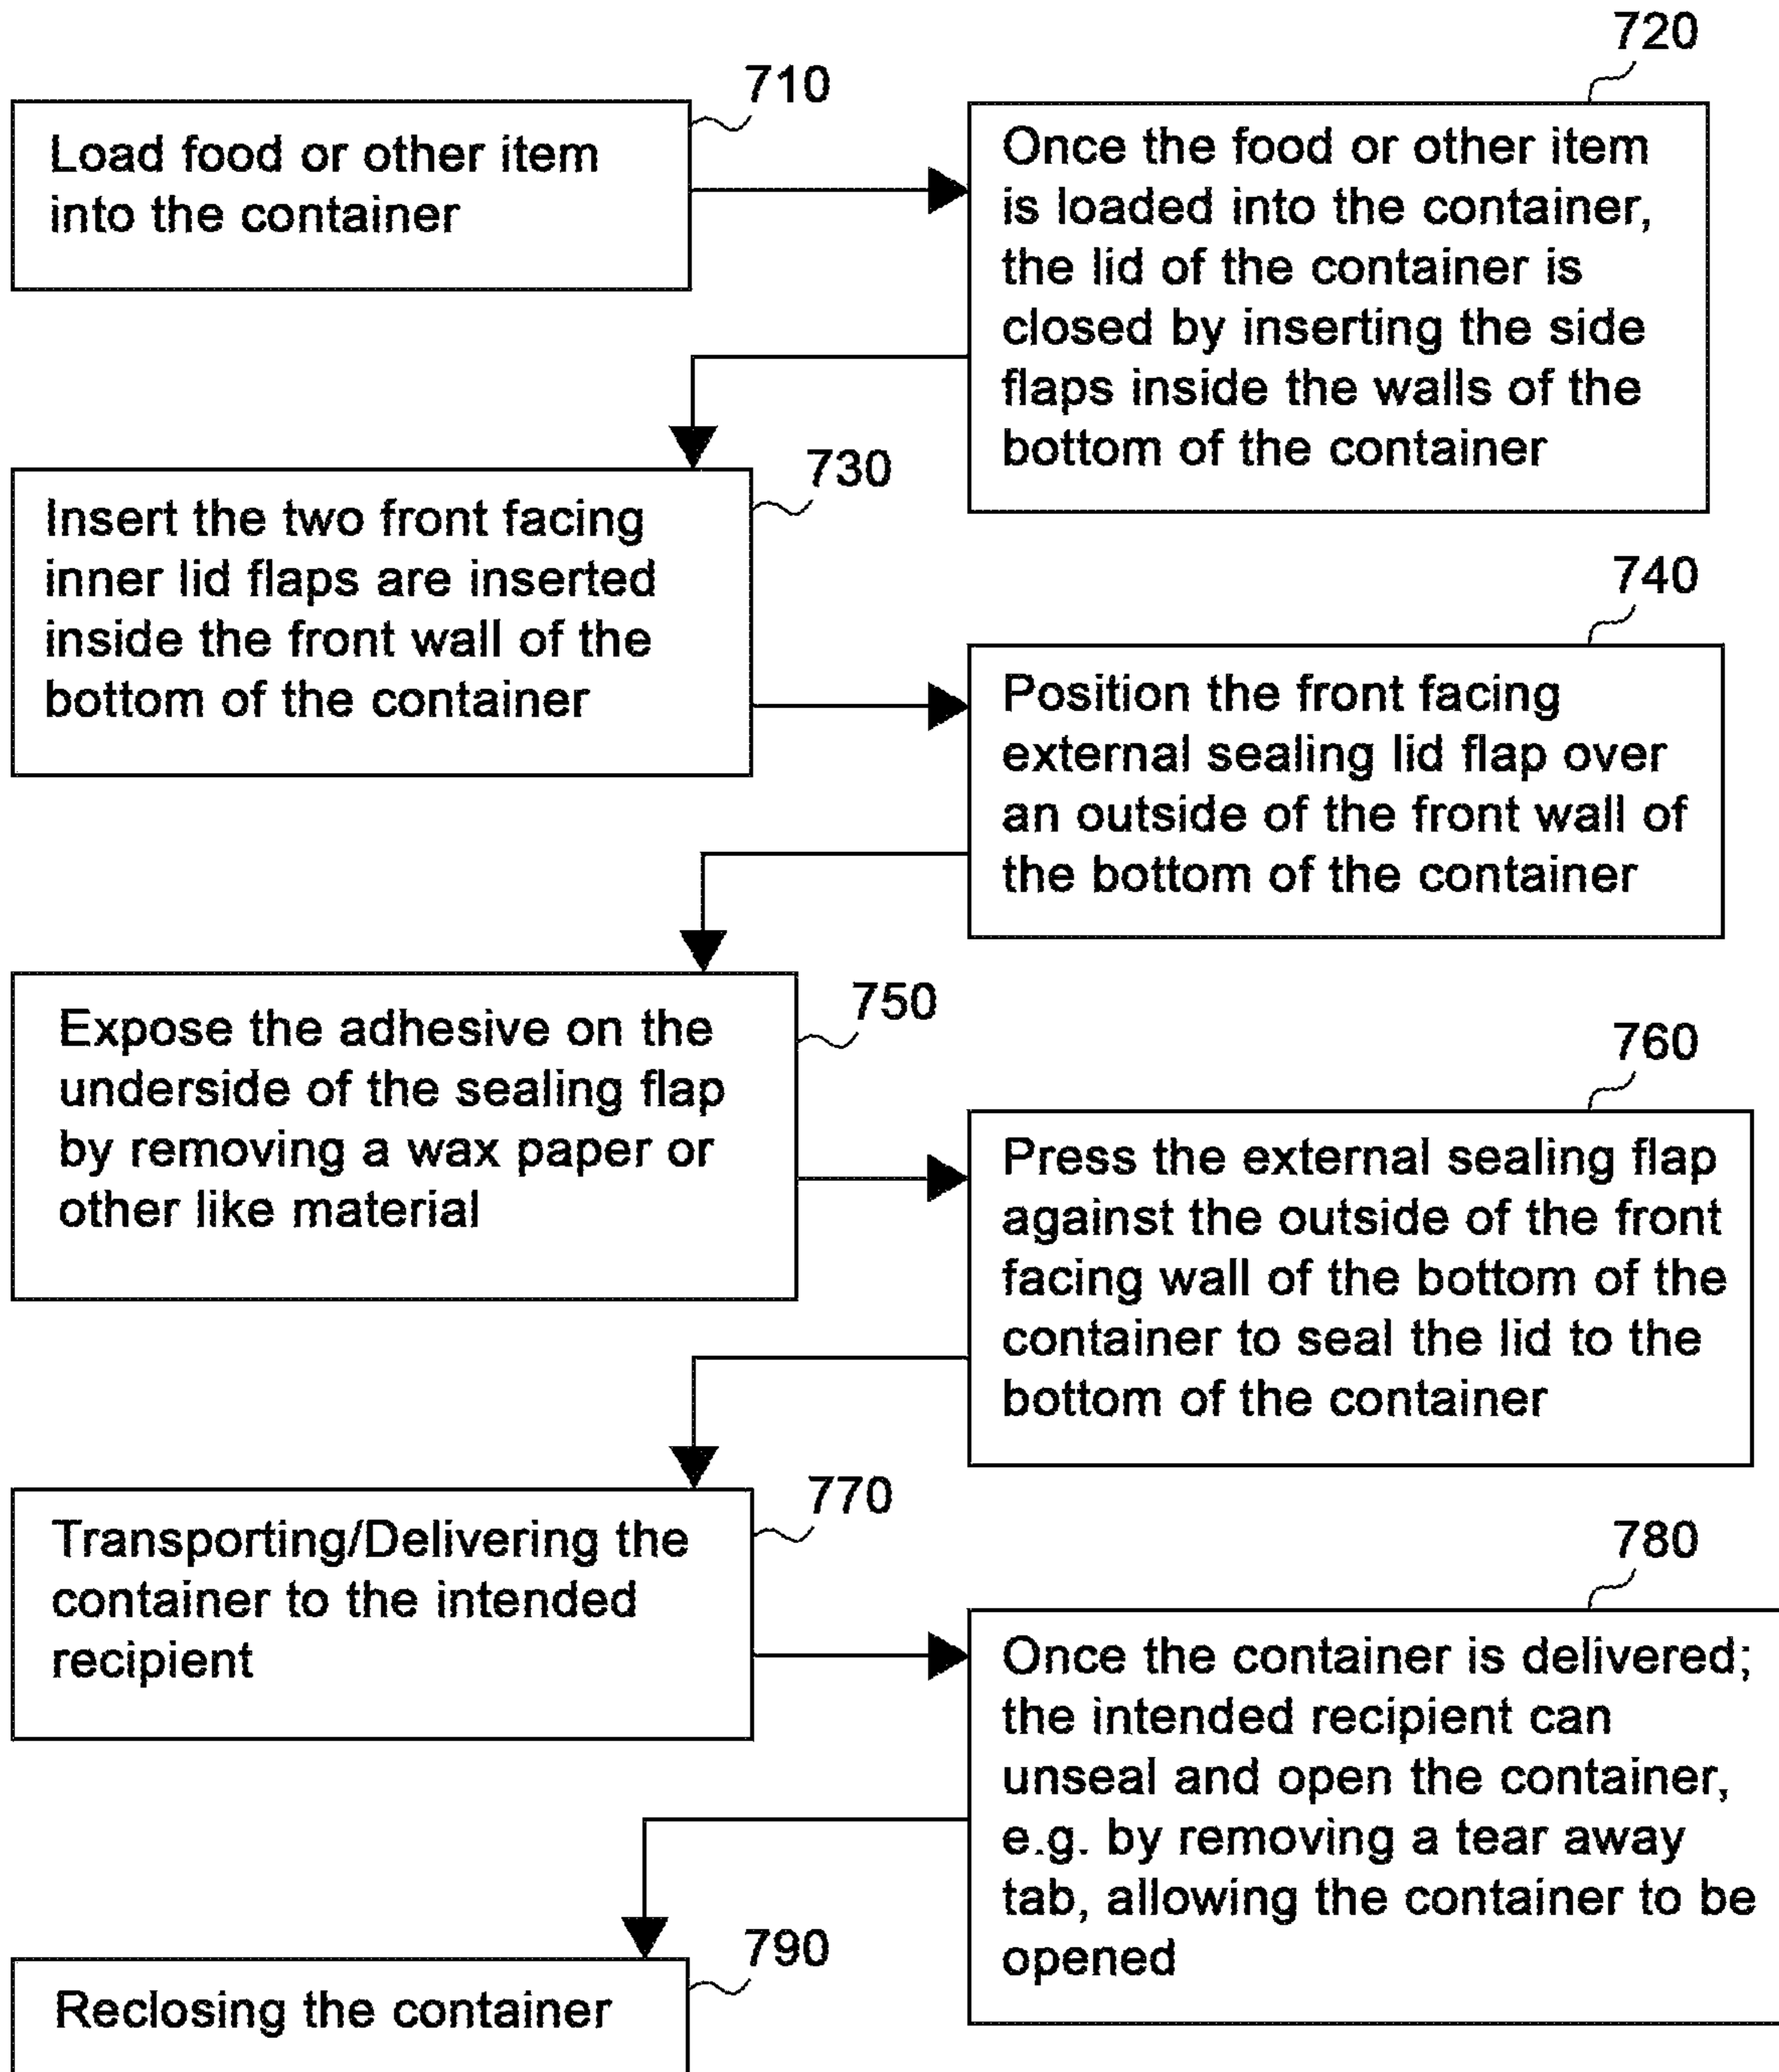 710
Load food or other item
into the container
720
Once the food or other item
is loaded into the container,
the lid of the container is
closed by inserting the side
flaps inside the walls of the
bottom of the container
730
Insert the two front facing
inner lid flaps are inserted
inside the front wall of the
bottom of the container
740
Position the front facing
external sealing lid flap over
an outside of the front wall of
the bottom of the container
750
Expose the adhesive on the
underside of the sealing flap
by removing a wax paper or
other like material
760
Press the external sealing flap
against the outside of the front
facing wall of the bottom of the
container to seal the lid to the
bottom of the container
770
Transporting/Delivering the
container to the intended
recipient
780
Once the container is delivered;
the intended recipient can
unseal and open the container,
e.g. by removing a tear away
tab, allowing the container to be
opened
790
Reclosing the container